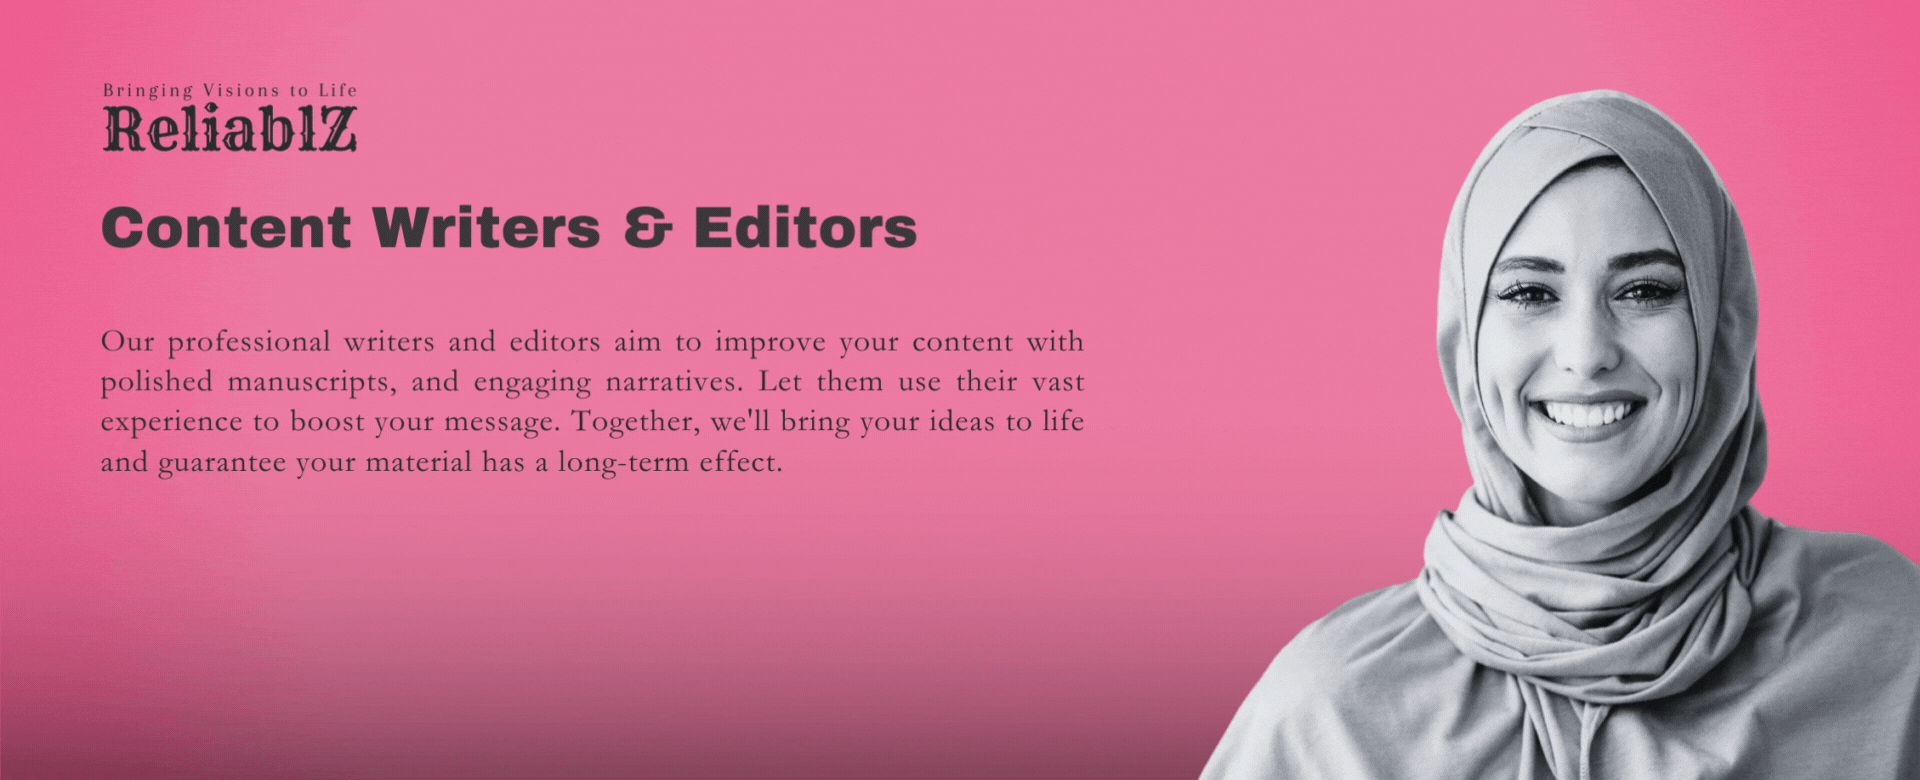 Bringing Visions to Life
ReliablZ
Content Writers & Editors
Our professional writers and editors aim to improve your content with
polished manuscripts, and engaging narratives. Let them use their vast
experience to boost your message. Together, we'll bring your ideas to life
and guarantee your material has a long-term effect.